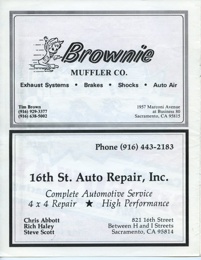 Brownie
MUFFLER CO.
Exhaust Systems • Brakes • Shocks • Auto Air
Tim Brown
(916) 929-3377
(916) 638-5002
1957 Marconi Avenue
at Business 80
Sacramento, CA 95815
Phone (916) 443-2183
16th St. Auto Repair, Inc.
Complete Automotive Service
4 x 4 Repair ★ High Performance
Chris Abbott
Rich Haley
Steve Scott
821 16th Street
Between H and I Streets
Sacramento, CA 95814